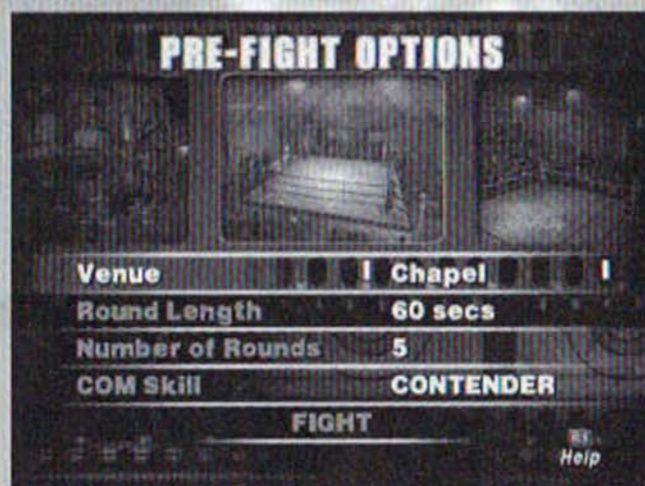 PRE-FIGHT OPTIONS
Venue Chapel
Round Length 60 secs
Number of Rounds 5
COM Skill CONTENDER
FIGHT
Help